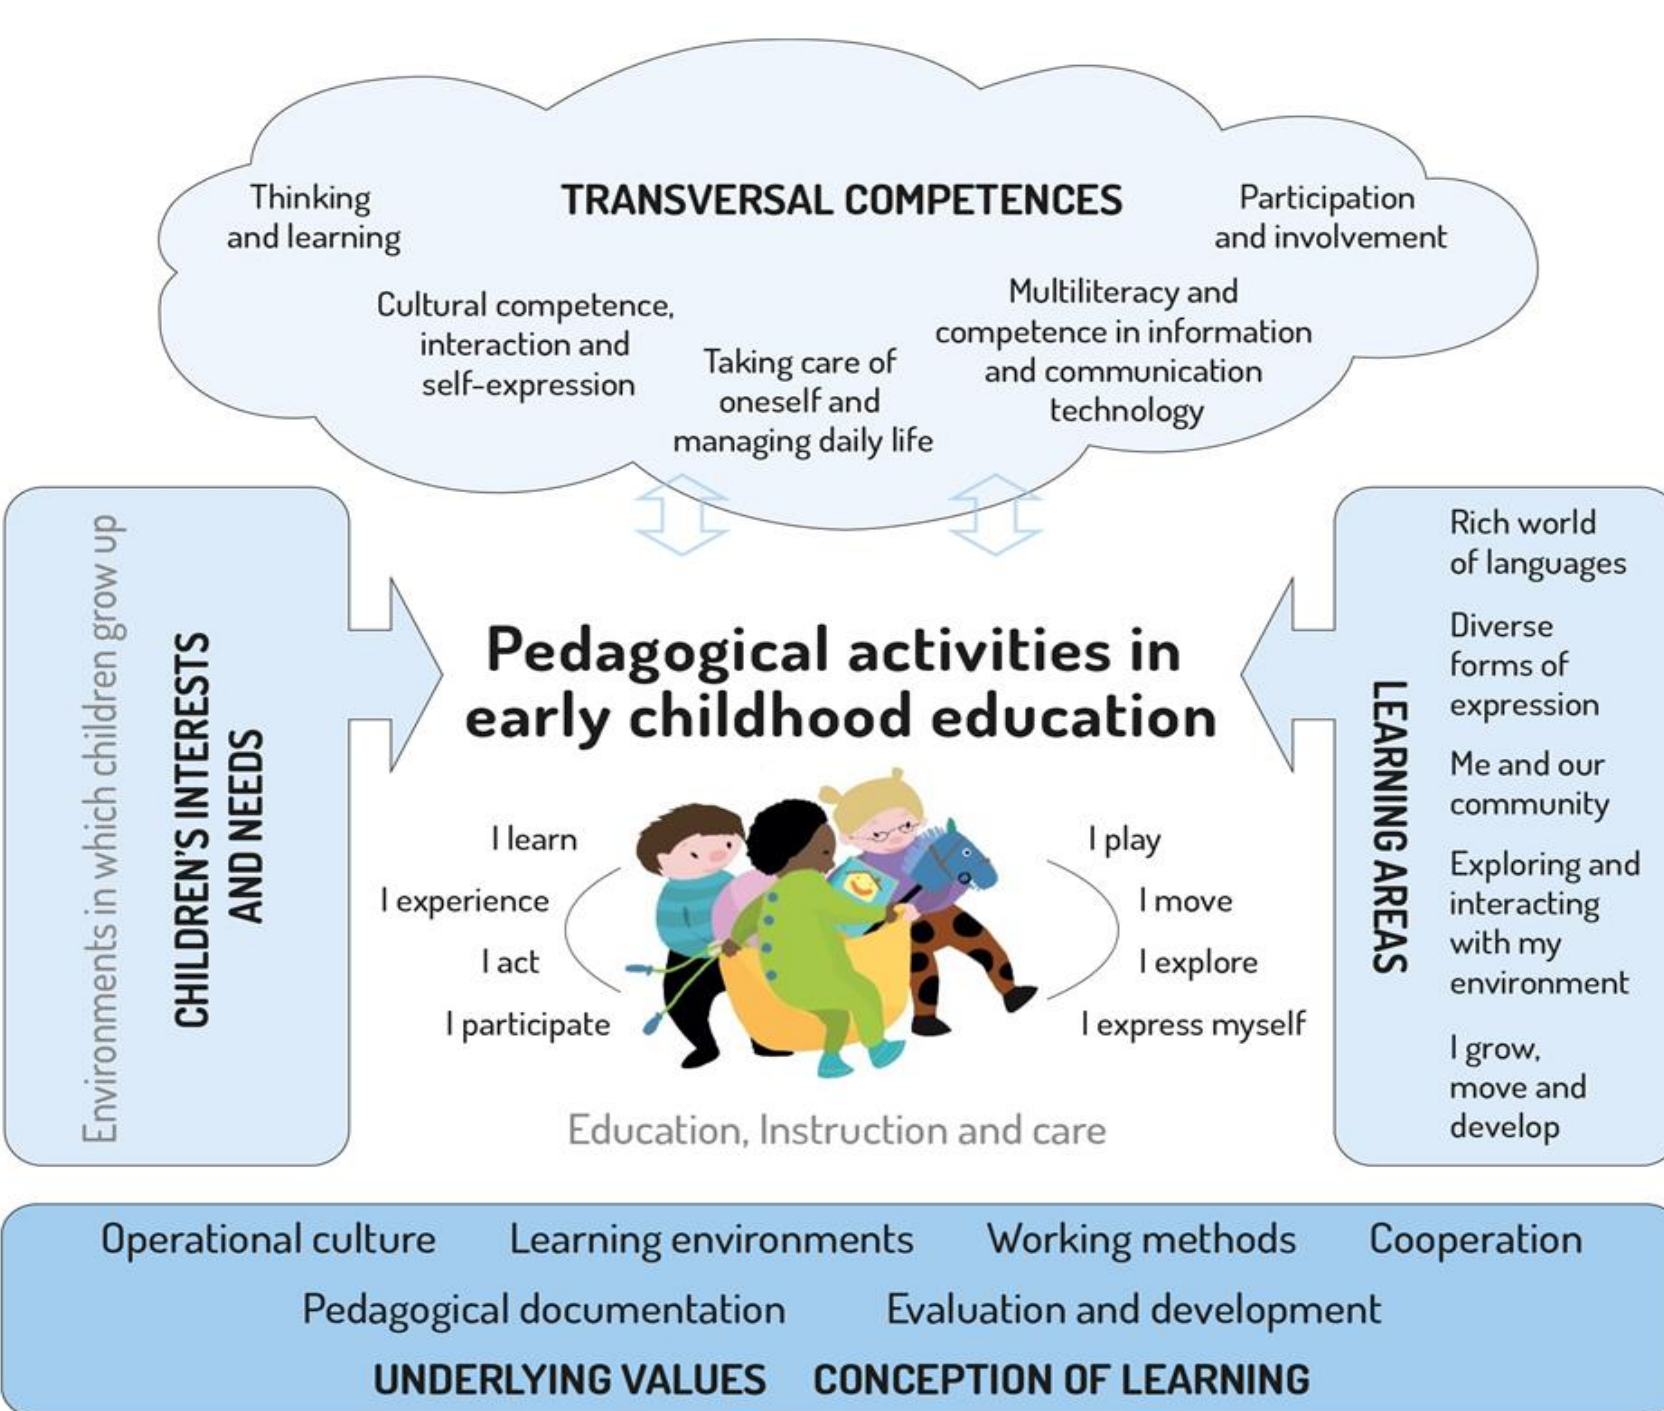 TRANSVERSAL COMPETENCES
Thinking
and learning
Cultural competence,
interaction and
self-expression
Taking care of
oneself and
managing daily life
Multiliteracy and
competence in information
and communication
technology
Participation
and involvement
Environments in which children grow up
CHILDREN'S INTERESTS
AND NEEDS
Pedagogical activities in
early childhood education
I learn
I experience
I act
I participate
I play
I move
I explore
I express myself
Education, Instruction and care
LEARNING AREAS
Rich world
of languages
Diverse
forms of
expression
Me and our
community
Exploring and
interacting
with my
environment
I grow,
move and
develop
Operational culture
Learning environments
Working methods
Cooperation
Pedagogical documentation
Evaluation and development
UNDERLYING VALUES
CONCEPTION OF LEARNING